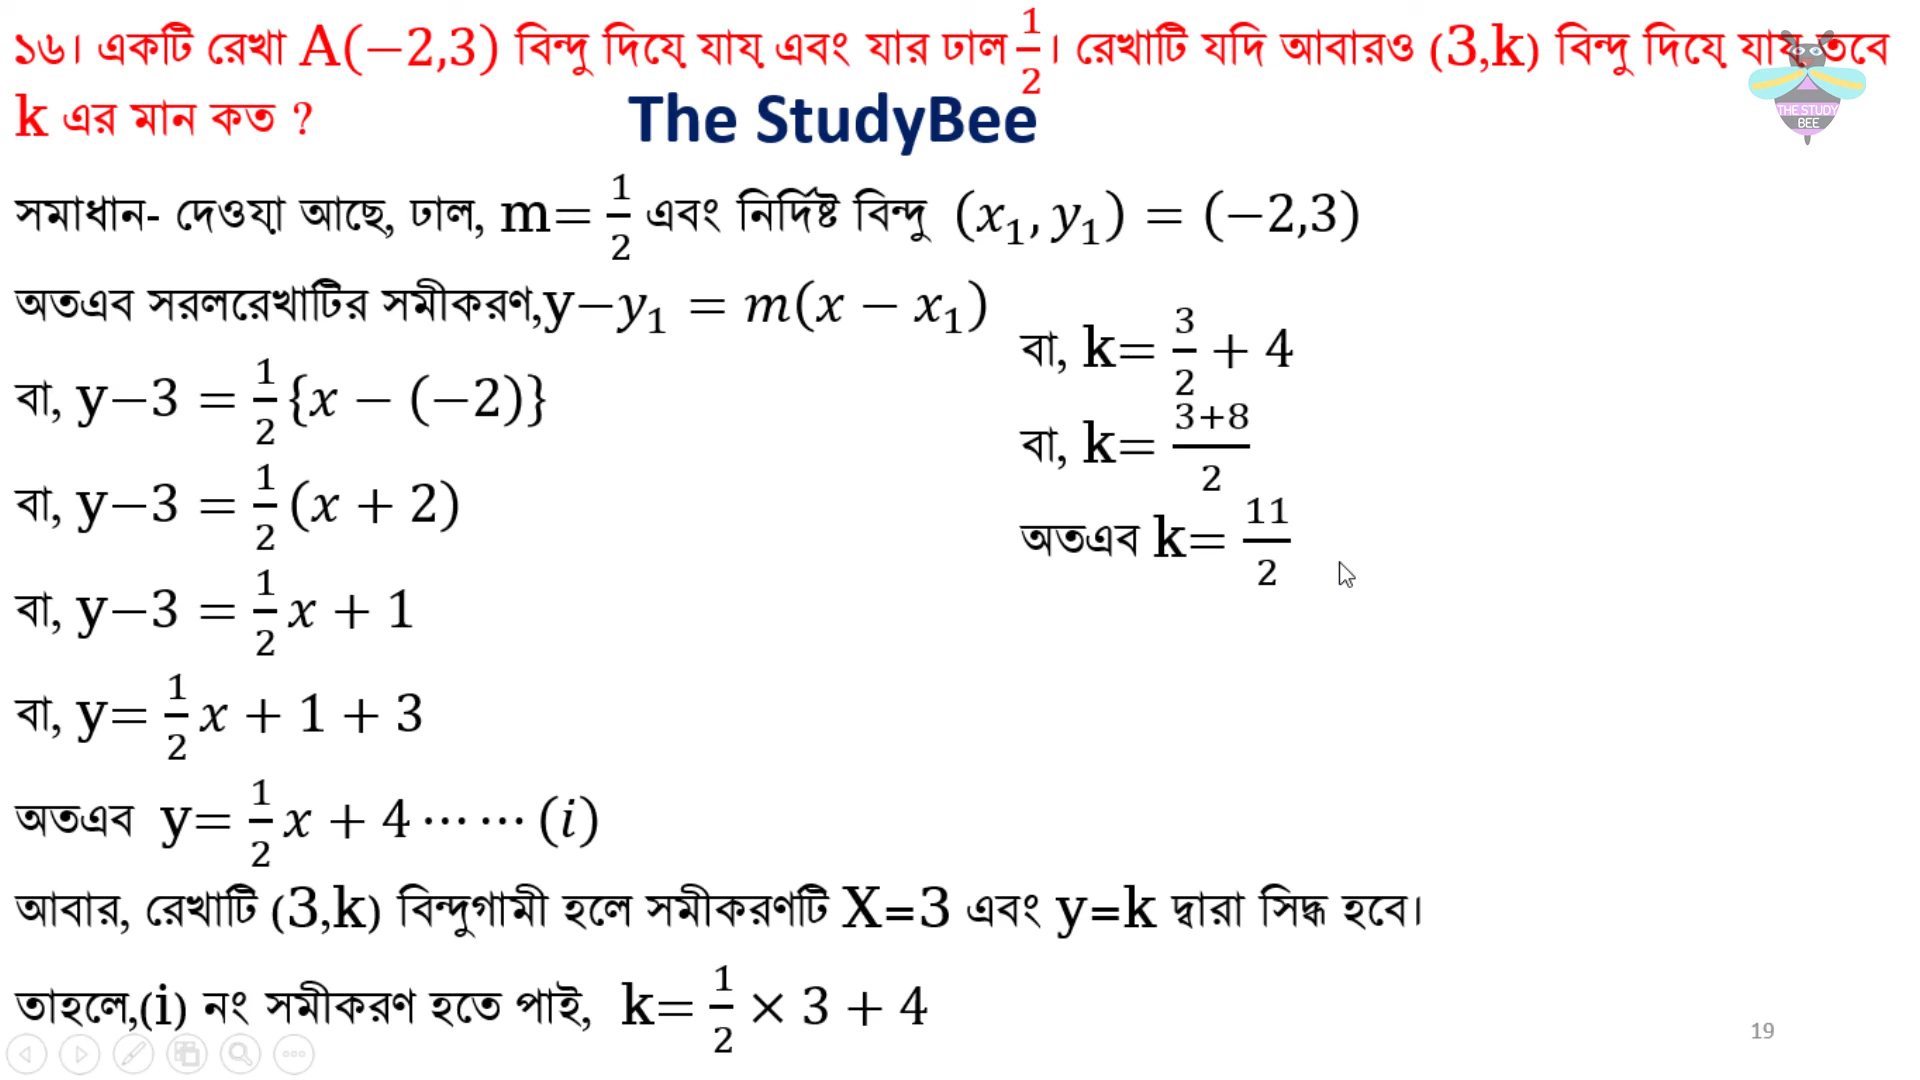 ১৬। একটি রেখা A(−2,3) বিন্দু দিয়ে যায় এবং যার ঢাল 1/2। রেখাটি যদি আবারও (3,k) বিন্দু দিয়ে যায় তবে
k এর মান কত ?
The StudyBee
THE STUDY
BEE
সমাধান- দেওয়া আছে, ঢাল, m= 1/2 এবং নির্দিষ্ট বিন্দু (x₁, y₁) = (−2,3)
অতএব সরলরেখাটির সমীকরণ,y−y₁ = m(x − x₁)
বা, y−3 = 1/2 {x − (−2)}
বা, y−3 = 1/2 (x + 2)
বা, y−3 = 1/2 x + 1
বা, y= 1/2 x + 1 + 3
অতএব y= 1/2 x + 4 ⋯⋯ (i)
আবার, রেখাটি (3,k) বিন্দুগামী হলে সমীকরণটি X=3 এবং y=k দ্বারা সিদ্ধ হবে।
তাহলে,(i) নং সমীকরণ হতে পাই, k= 1/2 × 3 + 4
বা, k= 3/2 + 4
বা, k= 3+8/2
অতএব k= 11/2
19